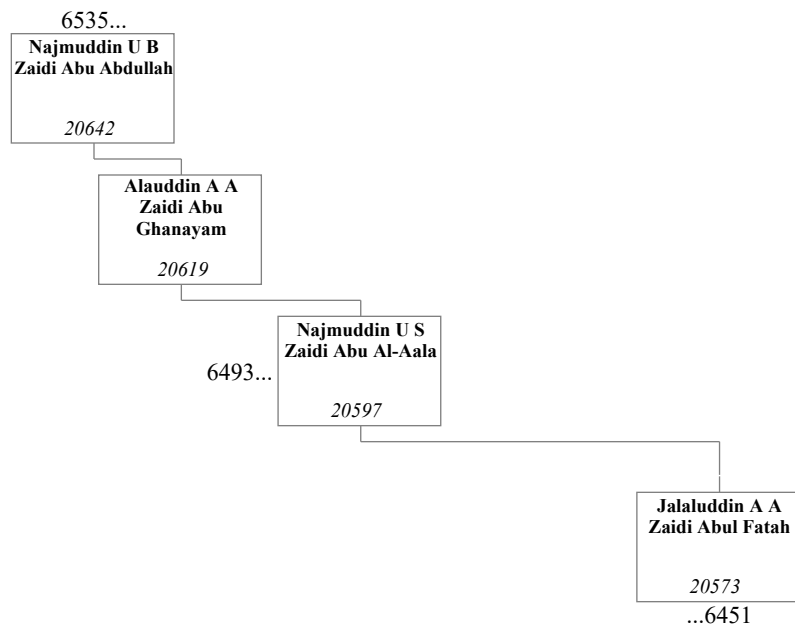 6535...
Najmuddin U B
Zaidi Abu Abdullah
20642
Alauddin A A
Zaidi Abu
Ghanayam
20619
Najmuddin U S
Zaidi Abu Al-Aala
6493...
20597
Jalaluddin A A
Zaidi Abul Fatah
20573
...6451